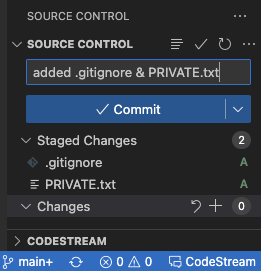 SOURCE CONTROL
SOURCE CONTROL
added .gitignore & PRIVATE.txt
Commit
Staged Changes 2
.gitignore A
PRIVATE.txt A
Changes 0
CODESTREAM
main+ 0 0 CodeStream